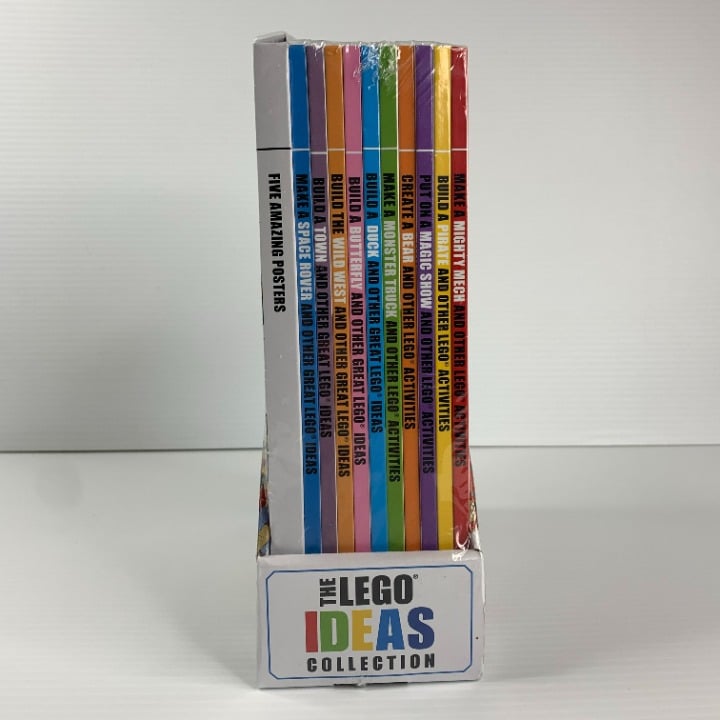 FIVE AMAZING POSTERS
MAKE A SPACE ROVER AND OTHER GREAT LEGO® IDEAS
BUILD A TOWN AND OTHER GREAT LEGO® IDEAS
BUILD THE WILD WEST AND OTHER GREAT LEGO® IDEAS
BUILD A BUTTERFLY AND OTHER GREAT LEGO® IDEAS
BUILD A DUCK AND OTHER GREAT LEGO® IDEAS
MAKE A MONSTER TRUCK AND OTHER LEGO® ACTIVITIES
CREATE A BEAR AND OTHER LEGO® ACTIVITIES
PUT ON A MAGIC SHOW AND OTHER LEGO® ACTIVITIES
BUILD A PIRATE AND OTHER LEGO® ACTIVITIES
MAKE A MIGHTY MECH AND OTHER LEGO® ACTIVITIES
THE LEGO®
IDEAS
COLLECTION